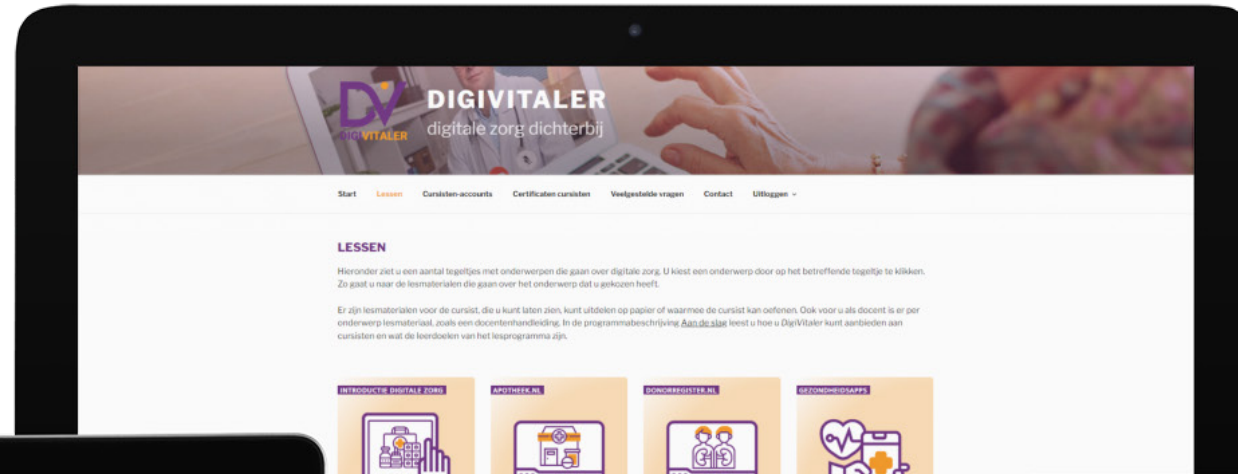 DIGIVITALER
digitale zorg dichterbij
DIGIVITALER
Start Lessen Cursisten-accounts Certificaten cursisten Veelgestelde vragen Contact Uitloggen
LESSEN
Hieronder ziet u een aantal tegeltjes met onderwerpen die gaan over digitale zorg. U kiest een onderwerp door op het betreffende tegeltje te klikken.
Zo gaat u naar de lesmaterialen die gaan over het onderwerp dat u gekozen heeft.
Er zijn lesmaterialen voor de cursist, die u kunt laten zien, kunt uitdelen op papier of waarmee de cursist kan oefenen. Ook voor u als docent is er per
onderwerp lesmateriaal, zoals een docentenhandleiding. In de programmabeschrijving Aan de slag leest u hoe u DigiVitaler kunt aanbieden aan
cursisten en wat de leerdoelen van het lesprogramma zijn.
INTRODUCTIE DIGITALE ZORG APOTHEEK.NL DONORREGISTER.NL GEZONDHEIDSAPPS